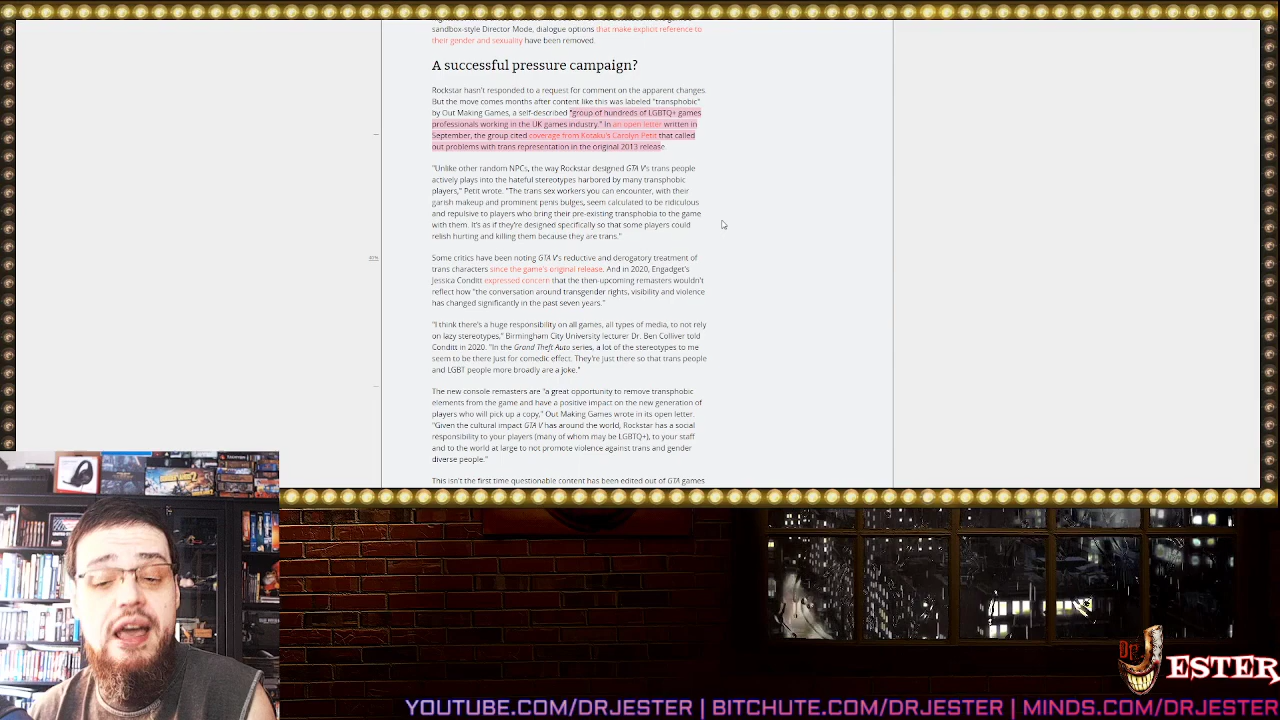 sandbox-style Director Mode, dialogue options that make explicit reference to
their gender and sexuality have been removed.
A successful pressure campaign?
Rockstar hasn't responded to a request for comment on the apparent changes.
But the move comes months after content like this was labeled "transphobic"
by Out Making Games, a self-described "group of hundreds of LGBTQ+ games
professionals working in the UK games industry." In an open letter written in
September, the group cited coverage from Kotaku's Carolyn Petit that called
out problems with trans representation in the original 2013 release.
"Unlike other random NPCs, the way Rockstar designed GTA V's trans people
actively plays into the hateful stereotypes harbored by many transphobic
players," Petit wrote. "The trans sex workers you can encounter, with their
garish makeup and prominent penis bulges, seem calculated to be ridiculous
and repulsive to players who bring their pre-existing transphobia to the game
with them. It's as if they're designed specifically so that some players could
relish hurting and killing them because they are trans."
40%
Some critics have been noting GTA V's reductive and derogatory treatment of
trans characters since the game's original release. And in 2020, Engadget's
Jessica Conditt expressed concern that the then-upcoming remasters wouldn't
reflect how "the conversation around transgender rights, visibility and violence
has changed significantly in the past seven years."
"I think there's a huge responsibility on all games, all types of media, to not rely
on lazy stereotypes," Birmingham City University lecturer Dr. Ben Colliver told
Conditt in 2020. "In the Grand Theft Auto series, a lot of the stereotypes to me
seem to be there just for comedic effect. They're just there so that trans people
and LGBT people more broadly are a joke."
The new console remasters are "a great opportunity to remove transphobic
elements from the game and have a positive impact on the new generation of
players who will pick up a copy," Out Making Games wrote in its open letter.
"Given the cultural impact GTA V has around the world, Rockstar has a social
responsibility to your players (many of whom may be LGBTQ+), to your staff
and to the world at large to not promote violence against trans and gender
diverse people."
This isn't the first time questionable content has been edited out of GTA games
Dr JESTER
YOUTUBE.COM/DRJESTER | BITCHUTE.COM/DRJESTER | MINDS.COM/DRJESTER